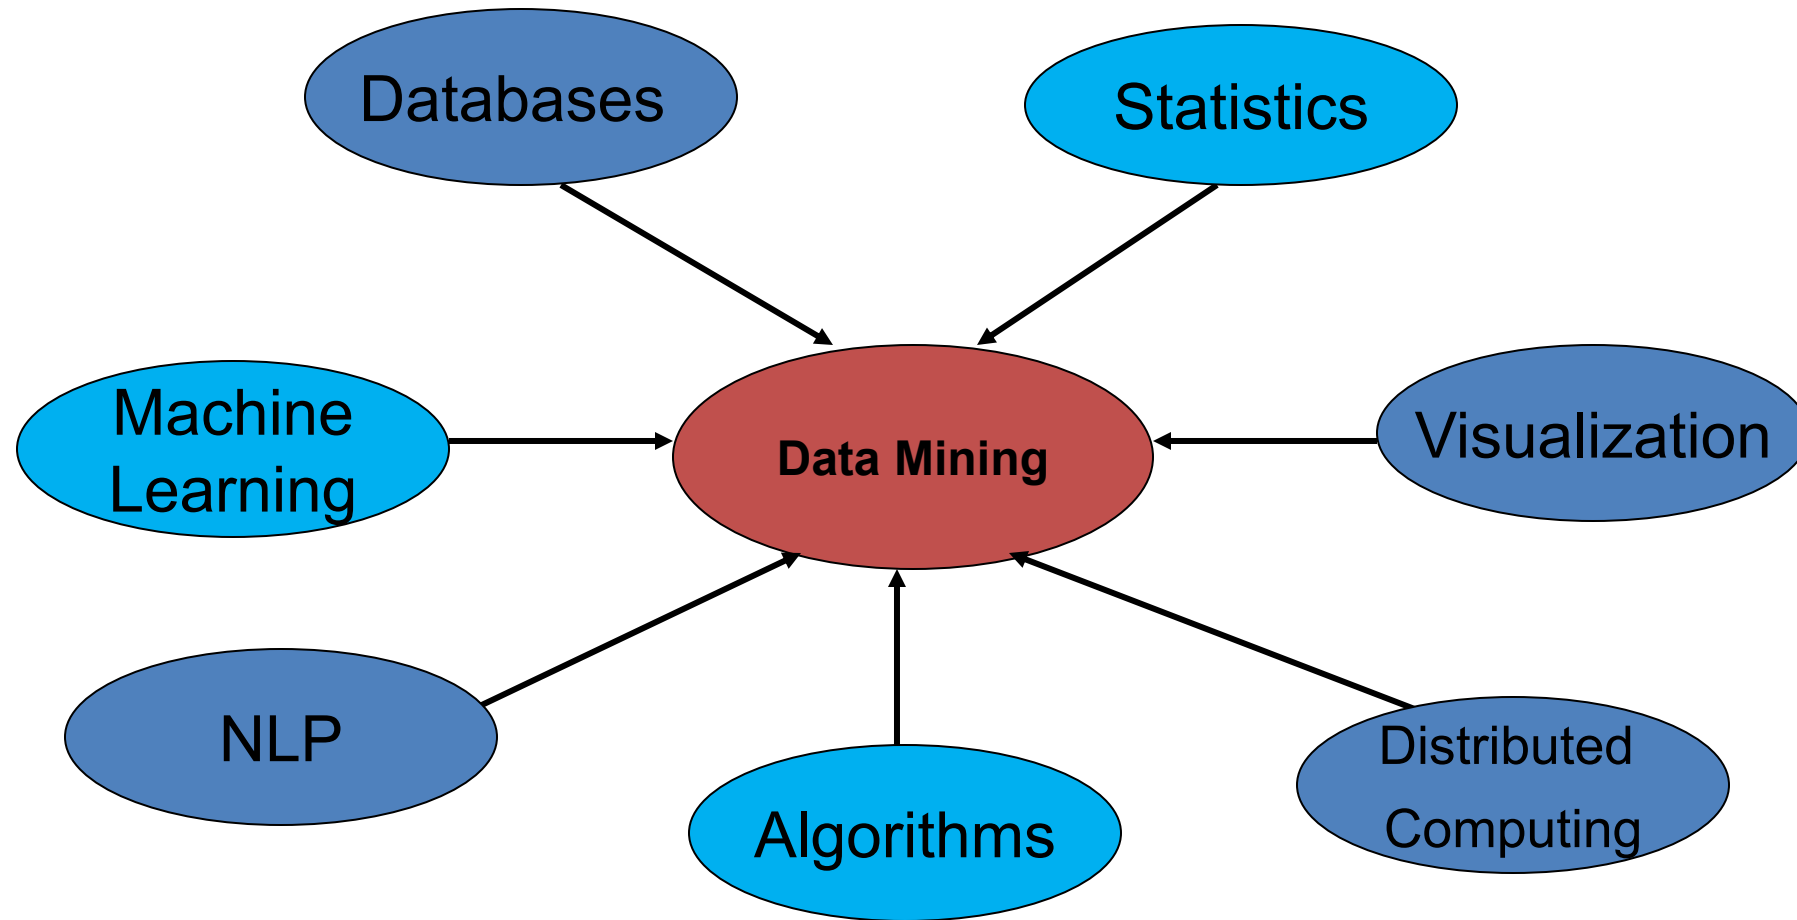 Databases
Statistics
Machine
Learning
Data Mining
Visualization
NLP
Algorithms
Distributed
Computing